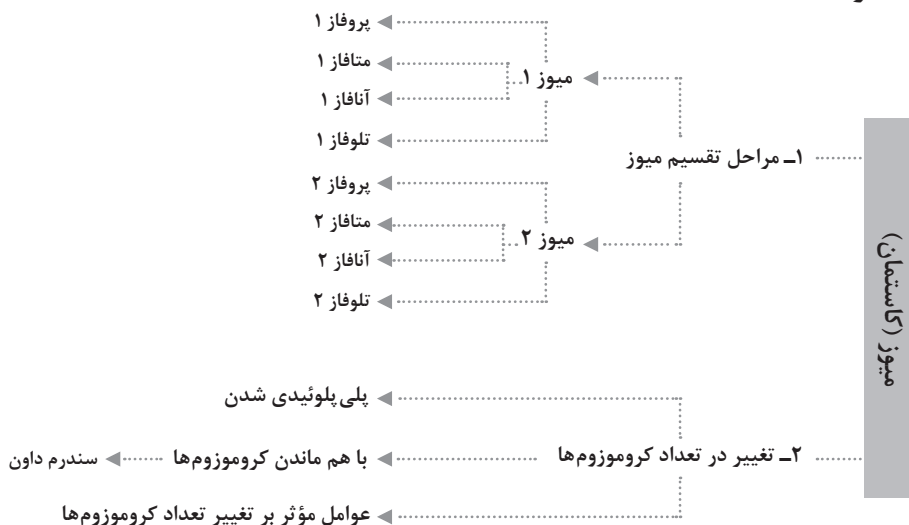 میوز (کاستمان)
۱ــ مراحل تقسیم میوز
میوز ۱
پروفاز ۱
متافاز ۱
آنافاز ۱
تلوفاز ۱
میوز ۲
پروفاز ۲
متافاز ۲
آنافاز ۲
تلوفاز ۲
۲ــ تغییر در تعداد کروموزوم‌ها
پلی‌پلوئیدی شدن
با هم ماندن کروموزوم‌ها
سندرم داون
عوامل مؤثر بر تغییر تعداد کروموزوم‌ها